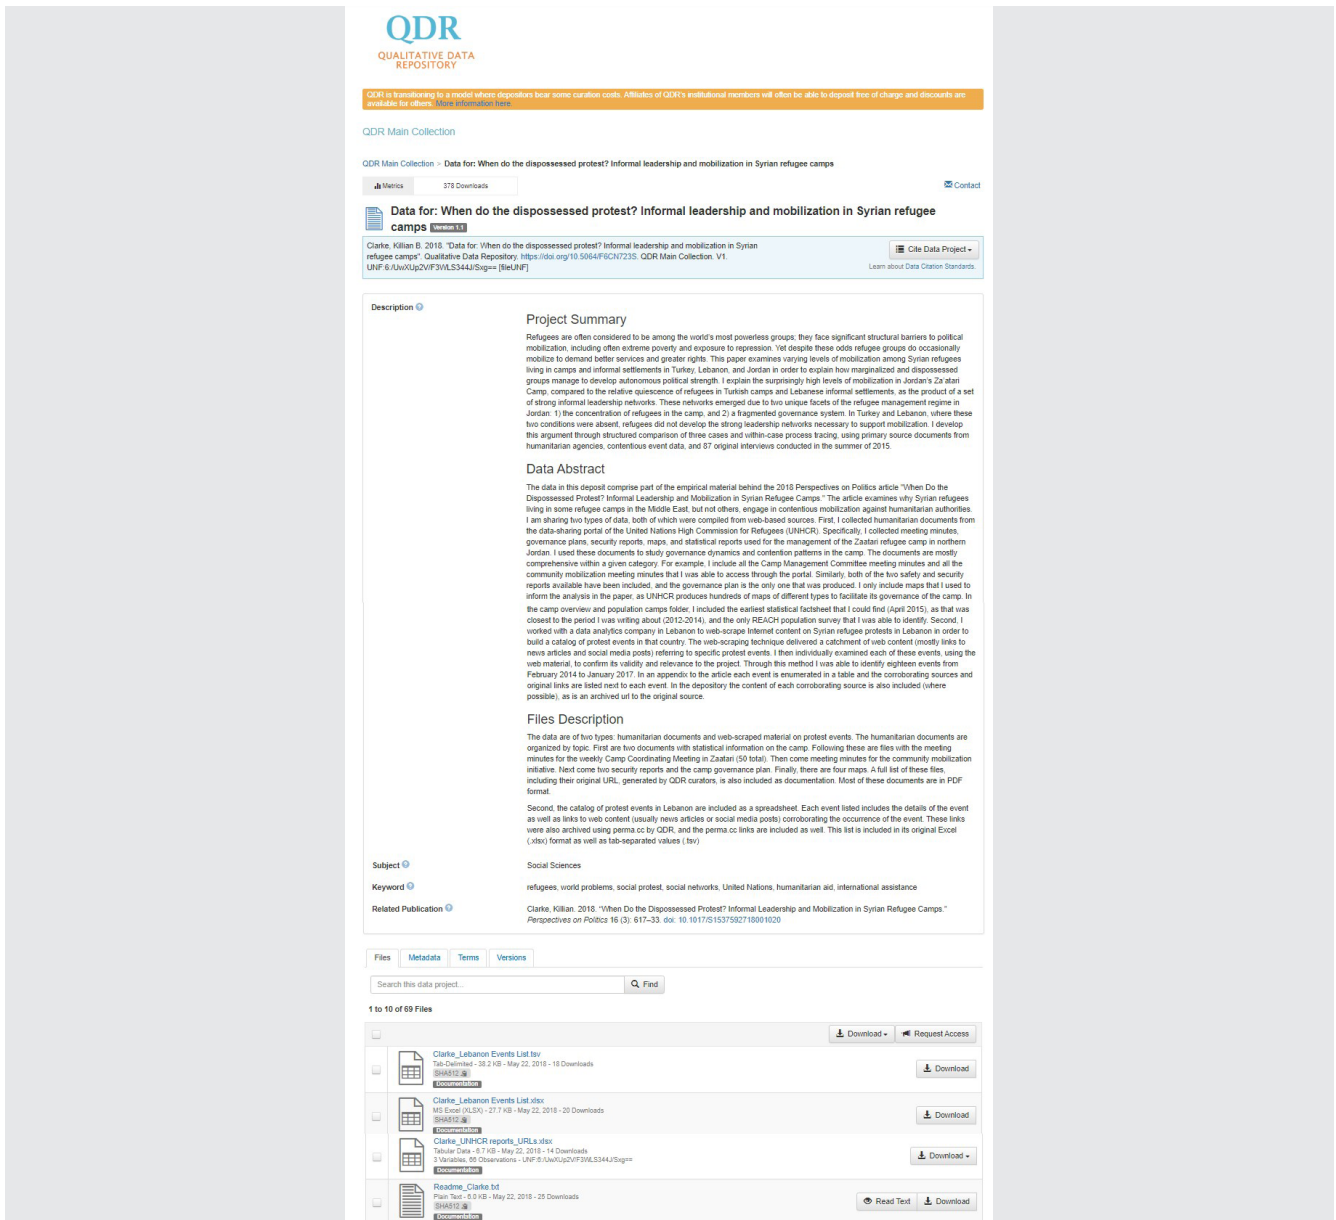 QDR
QUALITATIVE DATA
REPOSITORY
QDR is transitioning to a model where depositors bear some curation costs. Affiliates of QDR's institutional members will often be able to deposit free of charge and discounts are
available for others. More information here.
QDR Main Collection
QDR Main Collection > Data for: When do the dispossessed protest? Informal leadership and mobilization in Syrian refugee camps
Metrics 378 Downloads Contact
Data for: When do the dispossessed protest? Informal leadership and mobilization in Syrian refugee
camps Version 1.1
Clarke, Killian B. 2018. "Data for: When do the dispossessed protest? Informal leadership and mobilization in Syrian
refugee camps". Qualitative Data Repository. https://doi.org/10.5064/F6CN723S. QDR Main Collection. V1.
UNF:6:/UwXUp2V/F3WLS344J/Sxg== [fileUNF]
Cite Data Project
Learn about Data Citation Standards.
Description
Project Summary
Refugees are often considered to be among the world's most powerless groups; they face significant structural barriers to political
mobilization, including often extreme poverty and exposure to repression. Yet despite these odds refugee groups do occasionally
mobilize to demand better services and greater rights. This paper examines varying levels of mobilization among Syrian refugees
living in camps and informal settlements in Turkey, Lebanon, and Jordan in order to explain how marginalized and dispossessed
groups manage to develop autonomous political strength. I explain the surprisingly high levels of mobilization in Jordan's Za'atari
Camp, compared to the relative quiescence of refugees in Turkish camps and Lebanese informal settlements, as the product of a set
of strong informal leadership networks. These networks emerged due to two unique facets of the refugee management regime in
Jordan: 1) the concentration of refugees in the camp, and 2) a fragmented governance system. In Turkey and Lebanon, where these
two conditions were absent, refugees did not develop the strong leadership networks necessary to support mobilization. I develop
this argument through structured comparison of three cases and within-case process tracing, using primary source documents from
humanitarian agencies, contentious event data, and 87 original interviews conducted in the summer of 2015.
Data Abstract
The data in this deposit comprise part of the empirical material behind the 2018 Perspectives on Politics article "When Do the
Dispossessed Protest? Informal Leadership and Mobilization in Syrian Refugee Camps." The article examines why Syrian refugees
living in some refugee camps in the Middle East, but not others, engage in contentious mobilization against humanitarian authorities.
I am sharing two types of data, both of which were compiled from web-based sources. First, I collected humanitarian documents from
the data-sharing portal of the United Nations High Commission for Refugees (UNHCR). Specifically, I collected meeting minutes,
governance plans, security reports, maps, and statistical reports used for the management of the Zaatari refugee camp in northern
Jordan. I used these documents to study governance dynamics and contention patterns in the camp. The documents are mostly
comprehensive within a given category. For example, I include all the Camp Management Committee meeting minutes and all the
community mobilization meeting minutes that I was able to access through the portal. Similarly, both of the two safety and security
reports available have been included, and the governance plan is the only one that was produced. I only include maps that I used to
inform the analysis in the paper, as UNHCR produces hundreds of maps of different types to facilitate its governance of the camp. In
the camp overview and population camps folder, I included the earliest statistical factsheet that I could find (April 2015), as that was
closest to the period I was writing about (2012-2014), and the only REACH population survey that I was able to identify. Second, I
worked with a data analytics company in Lebanon to web-scrape Internet content on Syrian refugee protests in Lebanon in order to
build a catalog of protest events in that country. The web-scraping technique delivered a catchment of web content (mostly links to
news articles and social media posts) referring to specific protest events. I then individually examined each of these events, using the
web material, to confirm its validity and relevance to the project. Through this method I was able to identify eighteen events from
February 2014 to January 2017. In an appendix to the article each event is enumerated in a table and the corroborating sources and
original links are listed next to each event. In the depository the content of each corroborating source is also included (where
possible), as is an archived url to the original source.
Files Description
The data are of two types: humanitarian documents and web-scraped material on protest events. The humanitarian documents are
organized by topic. First are two documents with statistical information on the camp. Following these are files with the meeting
minutes for the weekly Camp Coordinating Meeting in Zaatari (50 total). Then come meeting minutes for the community mobilization
initiative. Next come two security reports and the camp governance plan. Finally, there are four maps. A full list of these files,
including their original URL, generated by QDR curators, is also included as documentation. Most of these documents are in PDF
format.
Second, the catalog of protest events in Lebanon are included as a spreadsheet. Each event listed includes the details of the event
as well as links to web content (usually news articles or social media posts) corroborating the occurrence of the event. These links
were also archived using perma.cc by QDR, and the perma.cc links are included as well. This list is included in its original Excel
(.xlsx) format as well as tab-separated values (.tsv)
Subject Social Sciences
Keyword refugees, world problems, social protest, social networks, United Nations, humanitarian aid, international assistance
Related Publication Clarke, Killian. 2018. "When Do the Dispossessed Protest? Informal Leadership and Mobilization in Syrian Refugee Camps."
Perspectives on Politics 16 (3): 617–33. doi: 10.1017/S1537592718001020
Files Metadata Terms Versions
Search this data project... Find
1 to 10 of 69 Files
Download Request Access
Clarke_Lebanon Events List.tsv
Tab-Delimited - 38.2 KB - May 22, 2018 - 18 Downloads
SHA512
Documentation
Download
Clarke_Lebanon Events List.xlsx
MS Excel (XLSX) - 27.7 KB - May 22, 2018 - 20 Downloads
SHA512
Documentation
Download
Clarke_UNHCR reports_URLs.xlsx
Tabular Data - 8.7 KB - May 22, 2018 - 14 Downloads
3 Variables, 66 Observations - UNF:6:/UwXUp2V/F3WLS344J/Sxg==
Documentation
Download
Readme_Clarke.txt
Plain Text - 6.0 KB - May 22, 2018 - 25 Downloads
SHA512
Documentation
Read Text Download